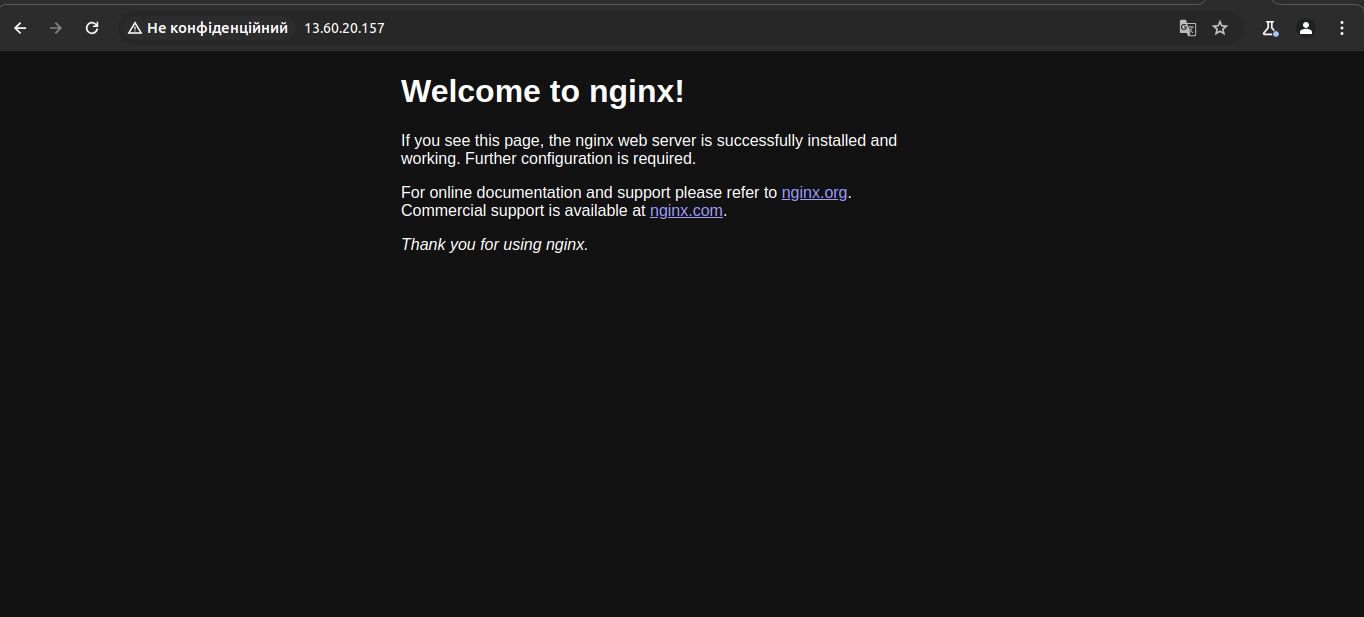 Не конфіденційний 13.60.20.157
Welcome to nginx!
If you see this page, the nginx web server is successfully installed and
working. Further configuration is required.
For online documentation and support please refer to nginx.org.
Commercial support is available at nginx.com.
Thank you for using nginx.